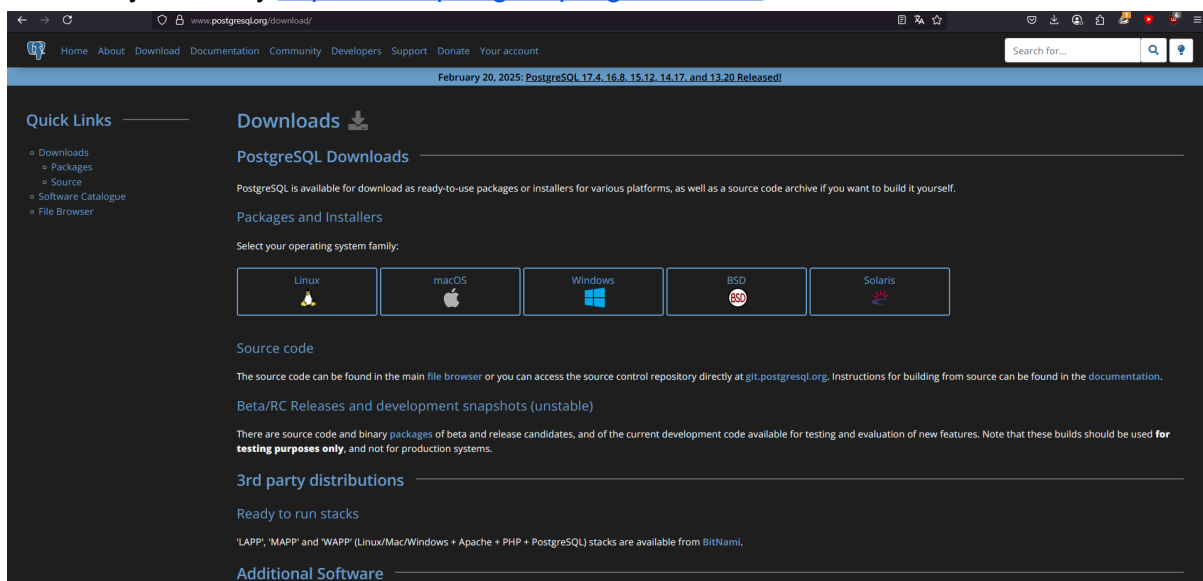 www.postgresql.org/download/
Home About Download Documentation Community Developers Support Donate Your account
Search for...
February 20, 2025: PostgreSQL 17.4, 16.8, 15.12, 14.17, and 13.20 Released!
Quick Links
Downloads
Packages
Source
Software Catalogue
File Browser
Downloads
PostgreSQL Downloads
PostgreSQL is available for download as ready-to-use packages or installers for various platforms, as well as a source code archive if you want to build it yourself.
Packages and Installers
Select your operating system family:
Linux
macOS
Windows
BSD
BSD
Solaris
Source code
The source code can be found in the main file browser or you can access the source control repository directly at git.postgresql.org. Instructions for building from source can be found in the documentation.
Beta/RC Releases and development snapshots (unstable)
There are source code and binary packages of beta and release candidates, and of the current development code available for testing and evaluation of new features. Note that these builds should be used for
testing purposes only, and not for production systems.
3rd party distributions
Ready to run stacks
'LAPP', 'MAPP' and 'WAPP' (Linux/Mac/Windows + Apache + PHP + PostgreSQL) stacks are available from BitNami.
Additional Software